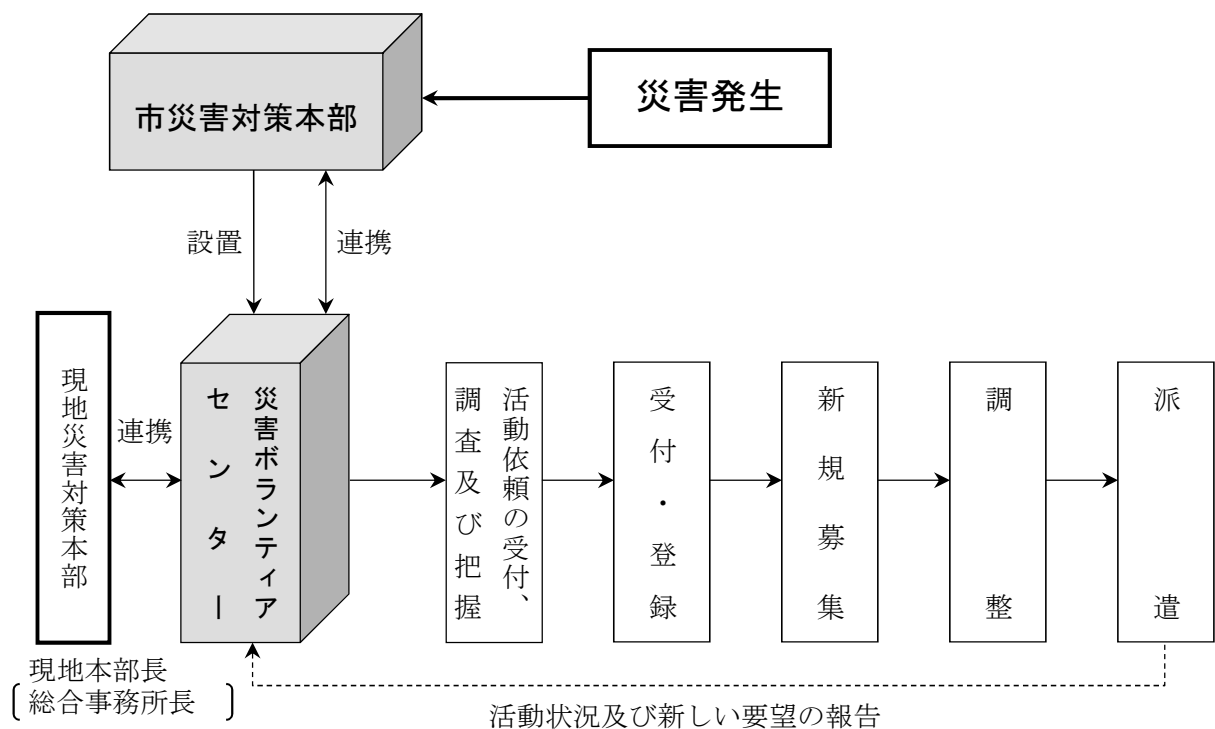 災害発生
市災害対策本部
設置
連携
現地災害対策本部
連携
災害ボランティア
センター
活動依頼の受付、
調査及び把握
受付・登録
新規募集
調整
派遣
現地本部長
総合事務所長
活動状況及び新しい要望の報告